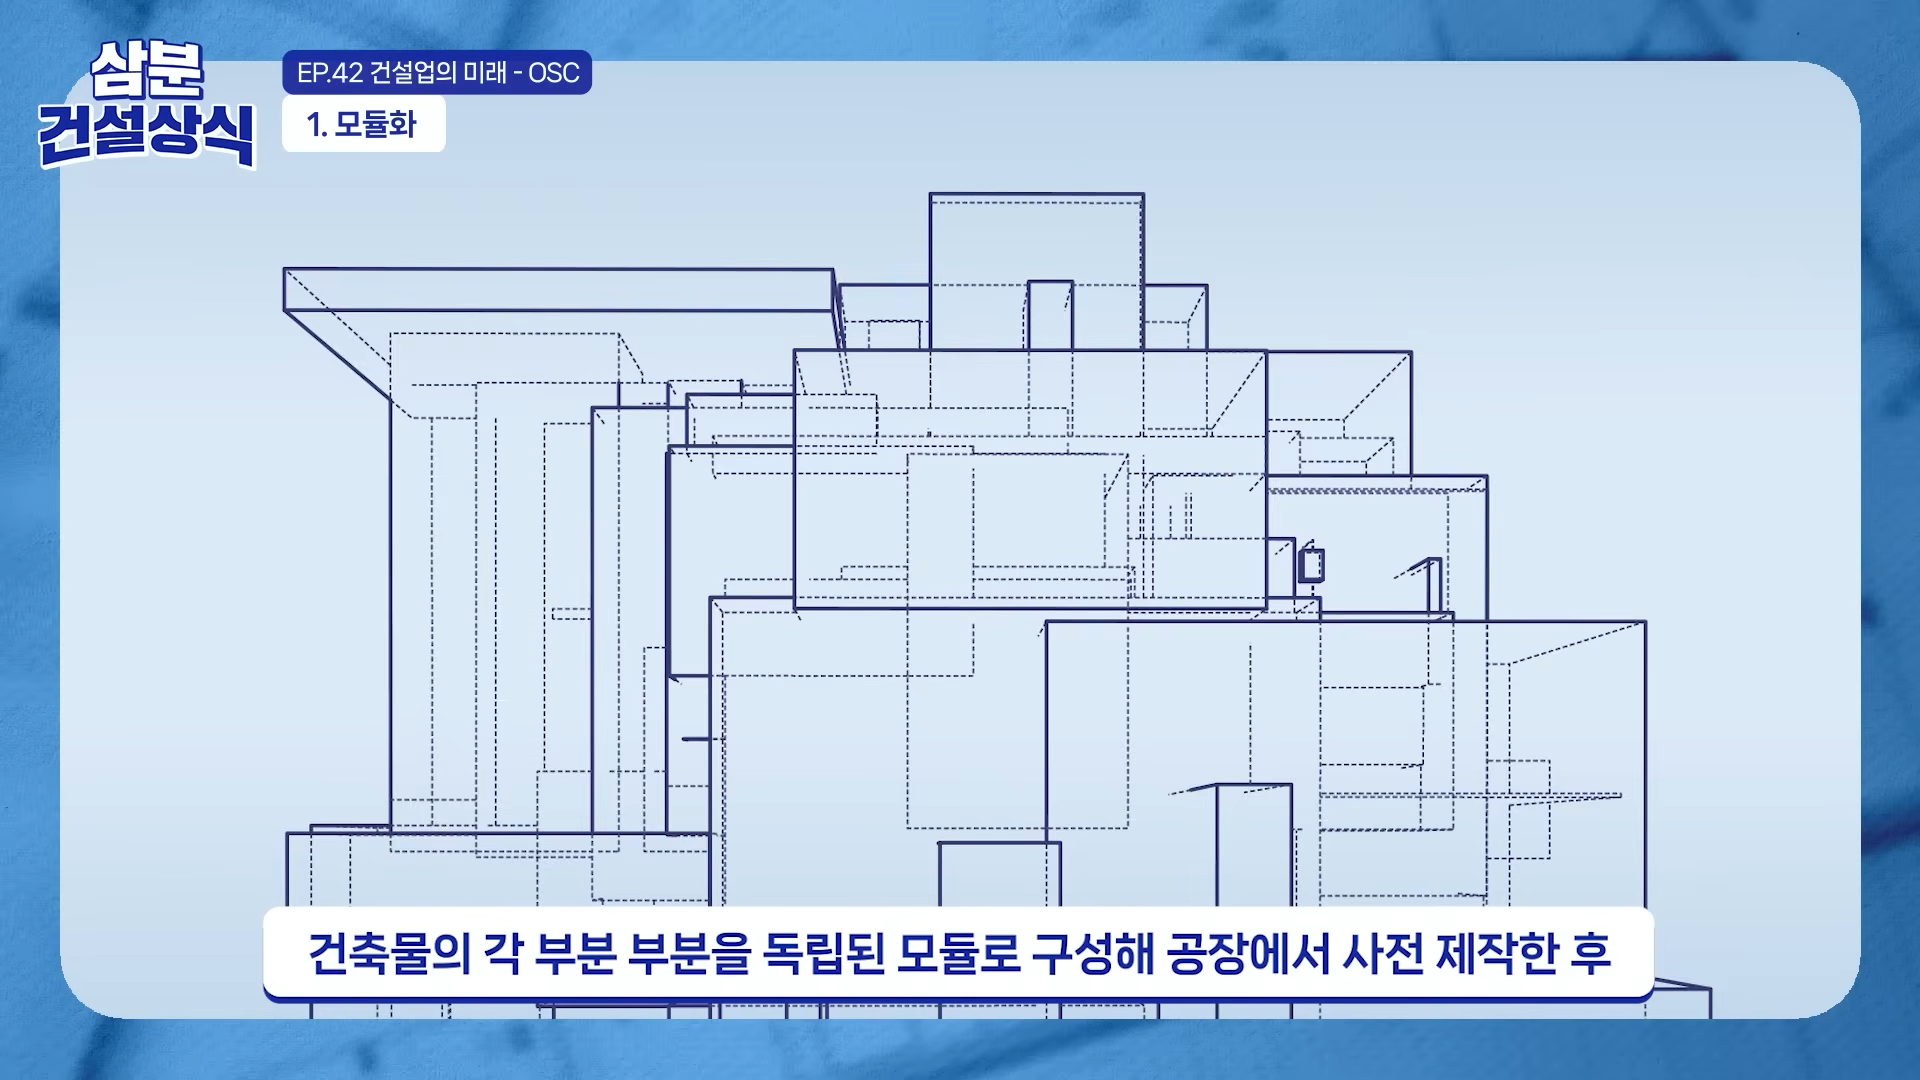 삼분
건설상식
EP.42 건설업의 미래 - OSC
1. 모듈화
건축물의 각 부분 부분을 독립된 모듈로 구성해 공장에서 사전 제작한 후